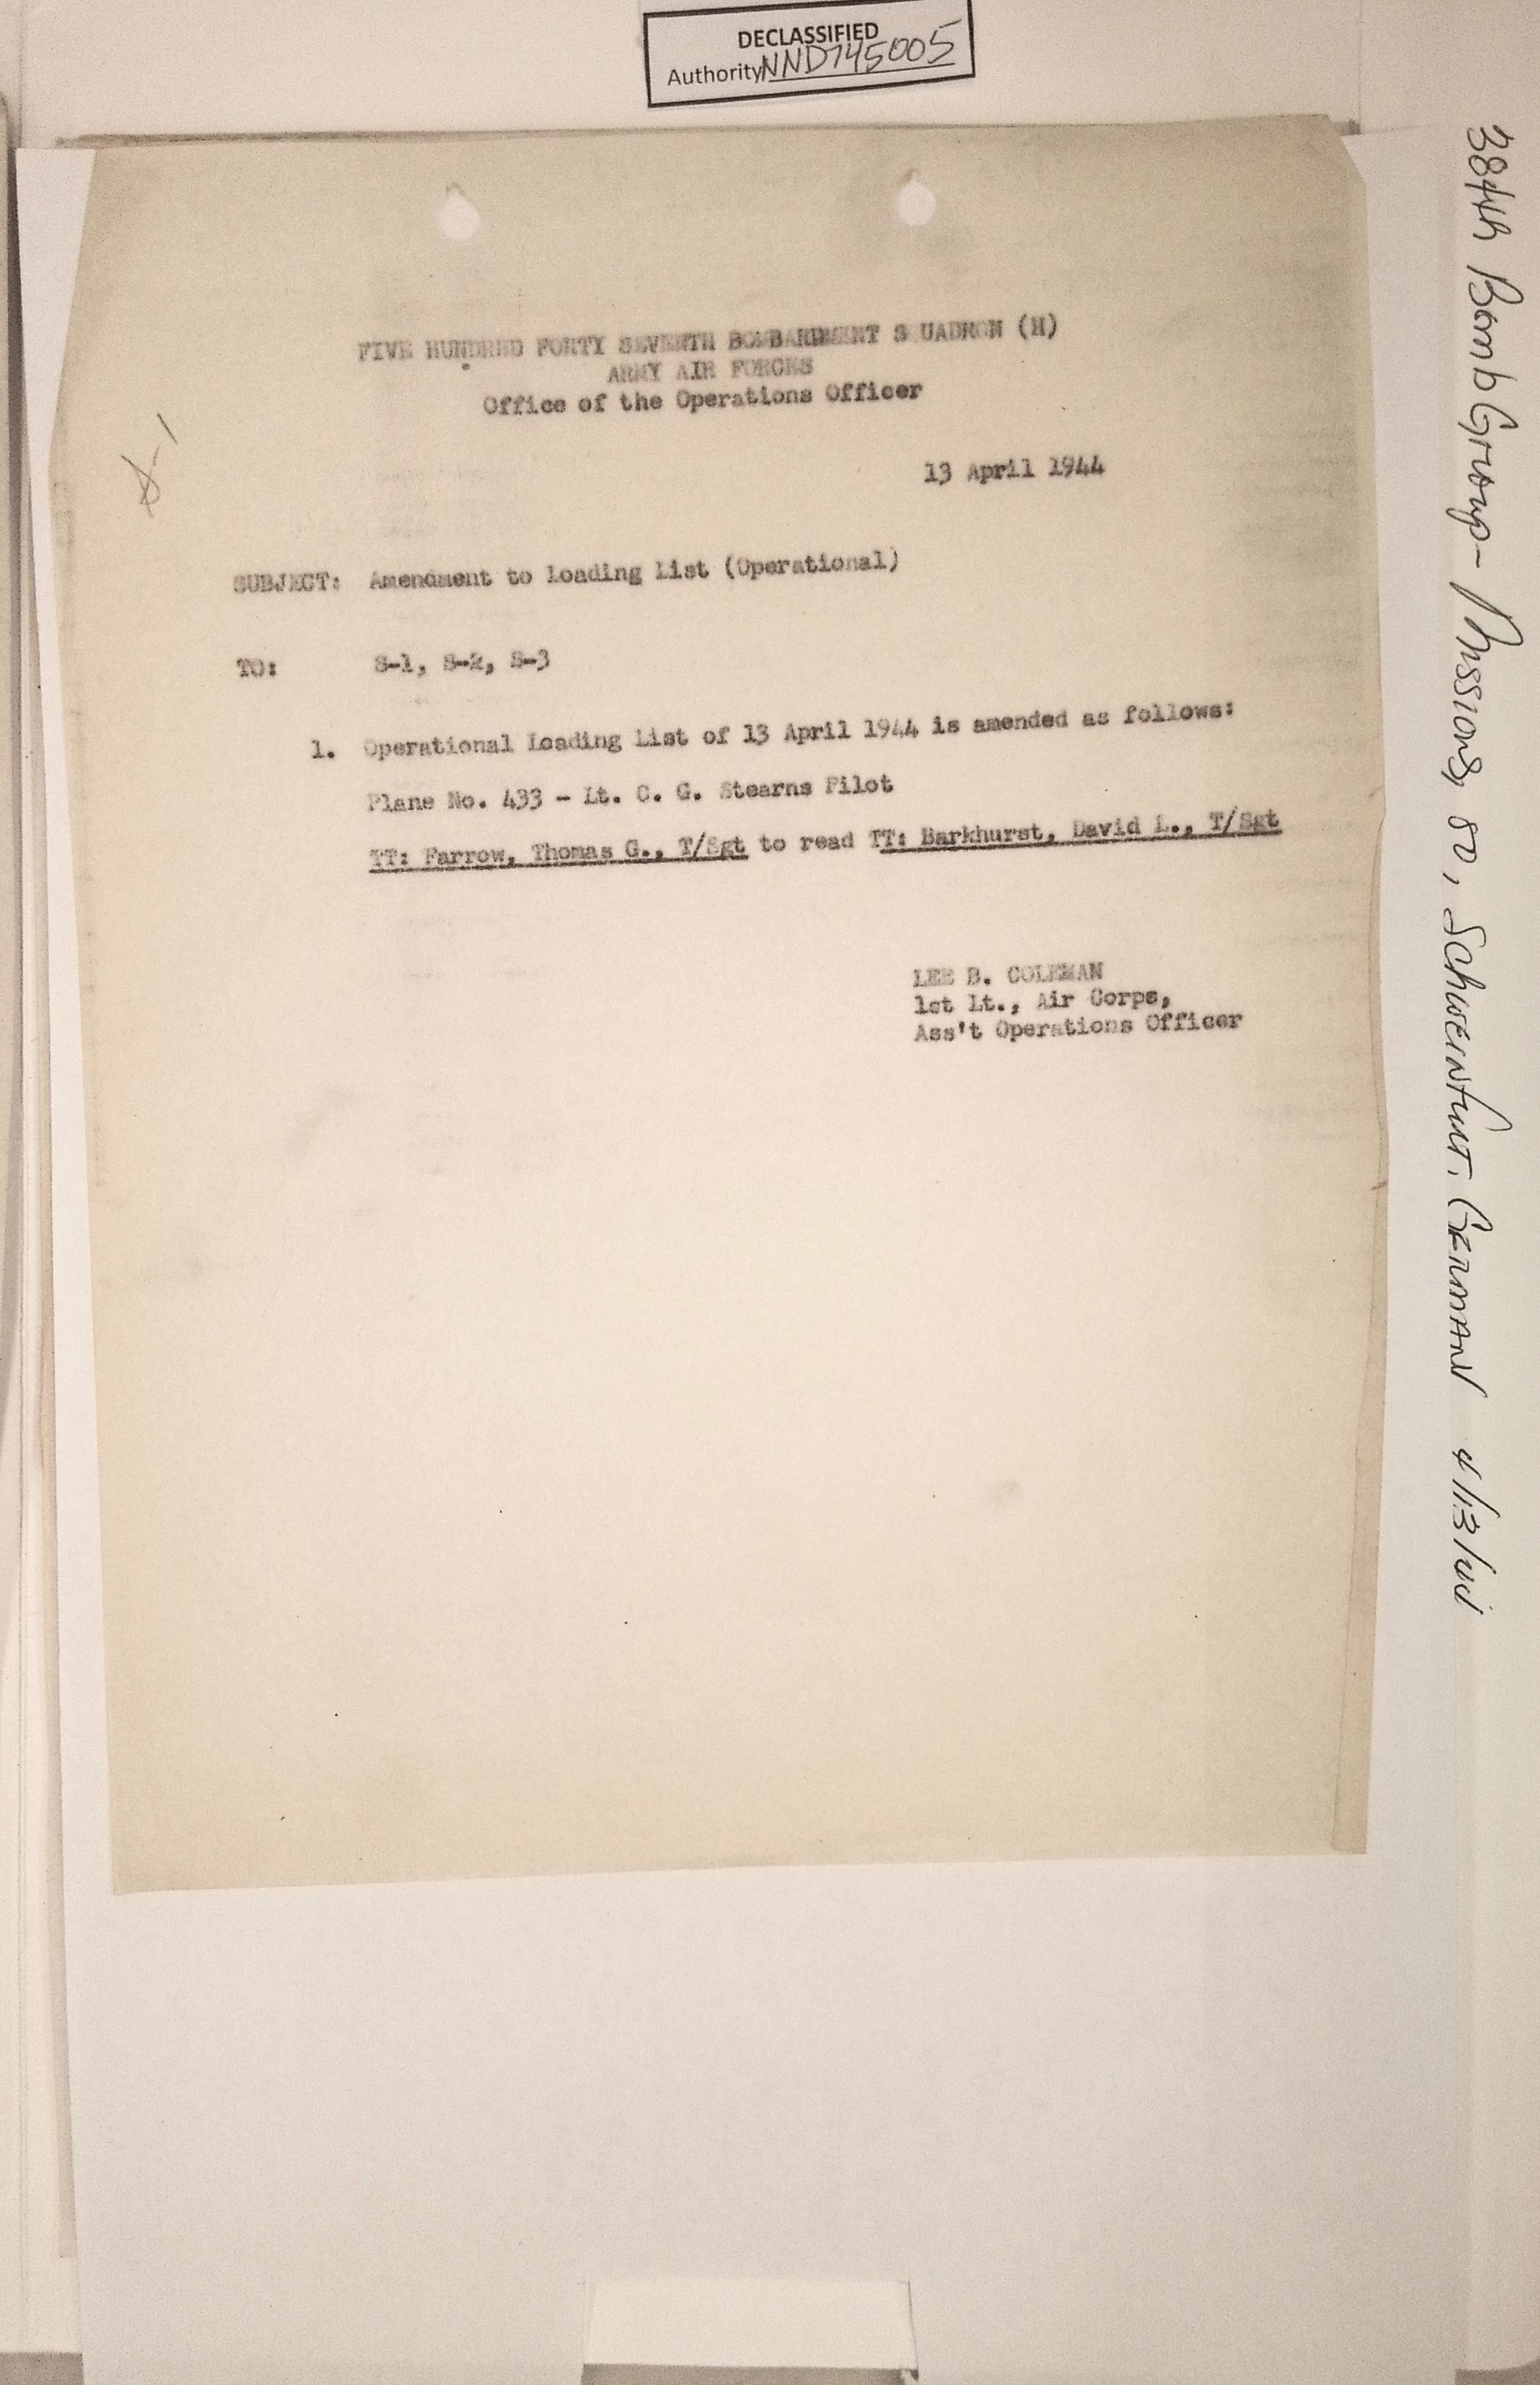 DECLASSIFIED
Authority NND745005
FIVE HUNDRED FORTY SEVENTH BOMBARDMENT S UADRON (H)
ARMY AIR FORCES
Office of the Operations Officer
13 April 1944
SUBJECT: Amendment to Loading List (Operational)
TO: S-1, S-2, S-3
1. Operational Loading List of 13 April 1944 is amended as follows:
Plane No. 433 - Lt. C. G. Stearns Pilot
TT: Farrow, Thomas G., T/Sgt to read TT: Barkhurst, David L., T/Sgt
LEE B. COLEMAN
1st Lt., Air Corps,
Ass't Operations Officer
384th Bomb Group- Missions, 80, Schweinfurt, Germany 4/13/44